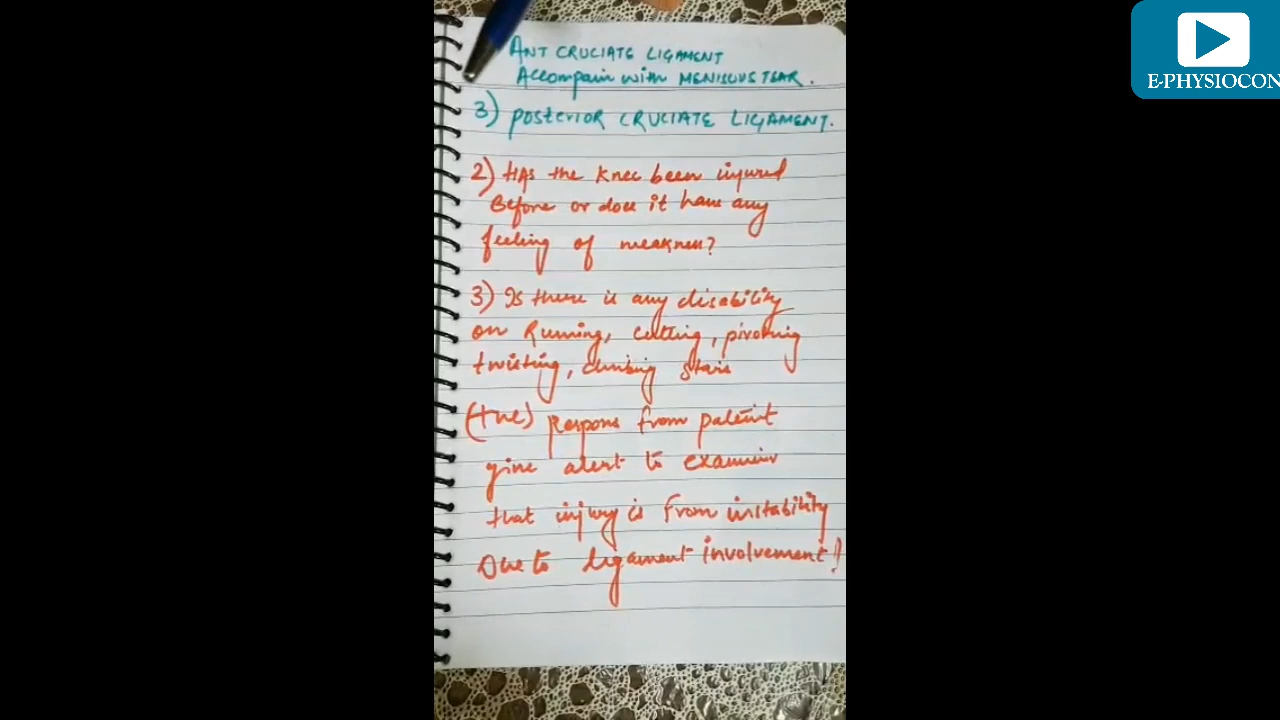 ANT CRUCIATE LIGAMENT
Accompain with MENISCUS TEAR.
3) posterior CRUCIATE LIGAMENT.
2) HAs the knee been injured
Before or does it have any
feeling of weakness?
3) Is there is any disability
on Running, cutting, pivoting
twisting, climbing stairs
(+ve) Respons from patient
give alert to examiner
that injury is from instability
Due to ligament involvement!
E-PHYSIOCON